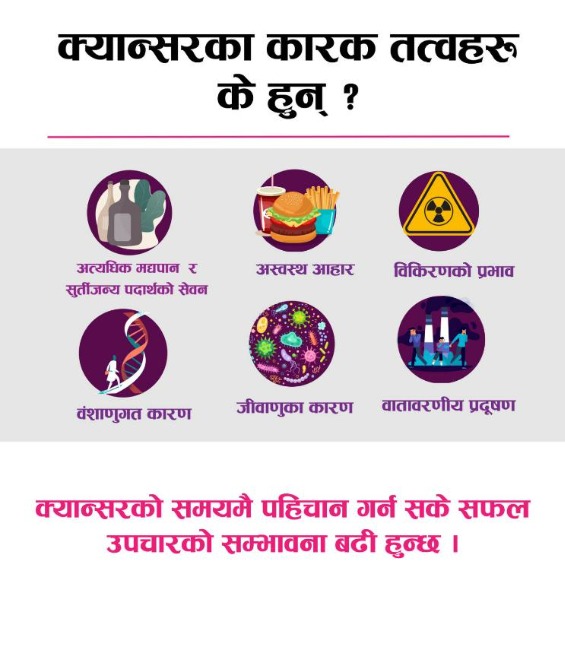 क्यान्सरका कारक तत्वहरू
के हुन् ?
अत्यधिक मद्यपान र
सुर्तीजन्य पदार्थको सेवन
अस्वस्थ आहार
विकिरणको प्रभाव
वंशाणुगत कारण
जीवाणुका कारण
वातावरणीय प्रदूषण
क्यान्सरको समयमै पहिचान गर्न सके सफल
उपचारको सम्भावना बढी हुन्छ ।